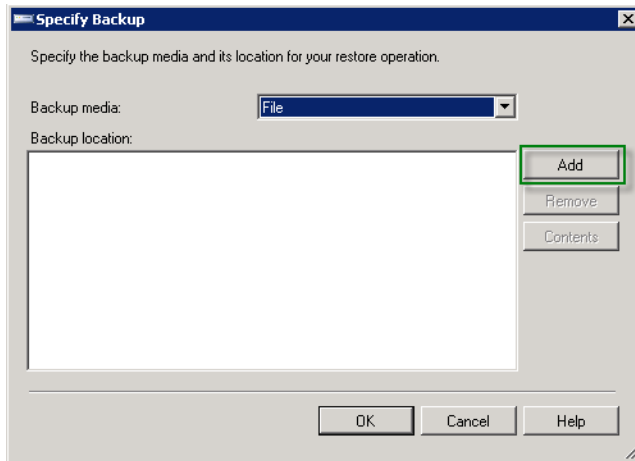 Specify Backup
Specify the backup media and its location for your restore operation.
Backup media:
File
Backup location:
Add
Remove
Contents
OK
Cancel
Help